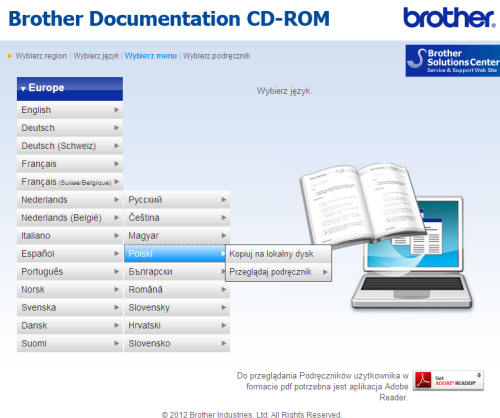 Brother Documentation CD-ROM
brother.
Wybierz region | Wybierz język | Wybierz menu | Wybierz podręcznik
Brother
Solutions Center
Service & Support Web Site
Europe
Wybierz język.
English
Deutsch
Deutsch (Schweiz)
Français
Français (Suisse/Belgique)
Nederlands
Nederlands (België)
Italiano
Español
Português
Norsk
Svenska
Dansk
Suomi
Русский
Čeština
Magyar
Polski
Български
Română
Slovensky
Hrvatski
Slovensko
Kopiuj na lokalny dysk
Przeglądaj podręcznik
Do przeglądania Podręczników użytkownika w
formacie pdf potrzebna jest aplikacja Adobe
Reader.
Get
ADOBE® READER®
© 2012 Brother Industries, Ltd. All Rights Reserved.